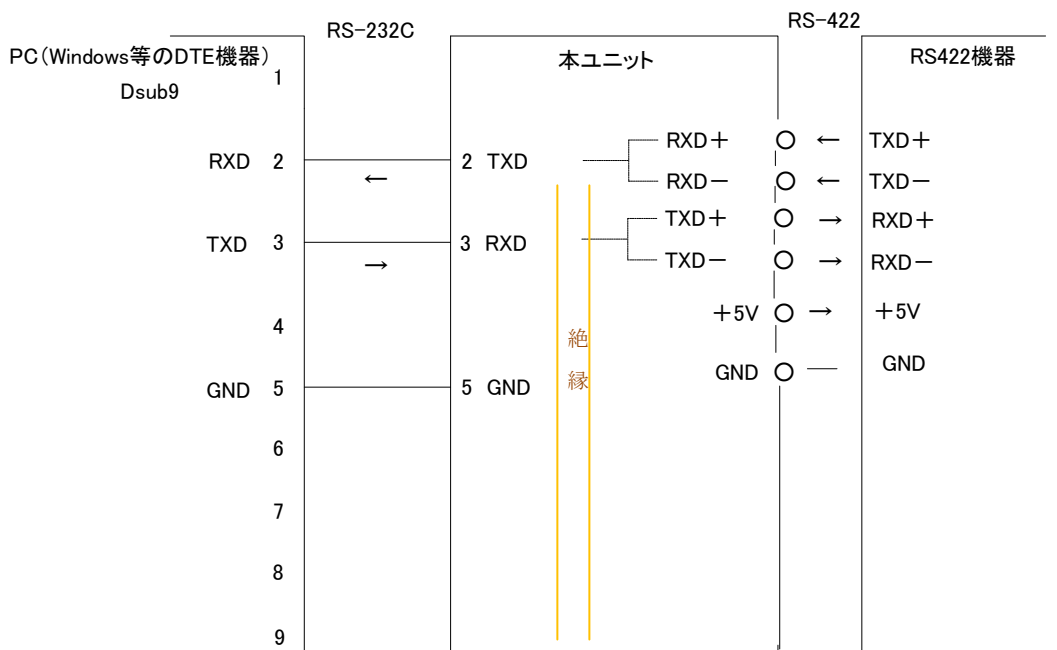 RS-232C
RS-422
PC(Windows等のDTE機器)
本ユニット
RS422機器
Dsub9
1
RXD 2
2 TXD
RXD+
←
TXD+
RXD-
←
TXD-
←
TXD 3
3 RXD
TXD+
→
RXD+
TXD-
→
RXD-
→
4
+5V
→
+5V
絶
縁
GND 5
5 GND
GND
GND
6
7
8
9